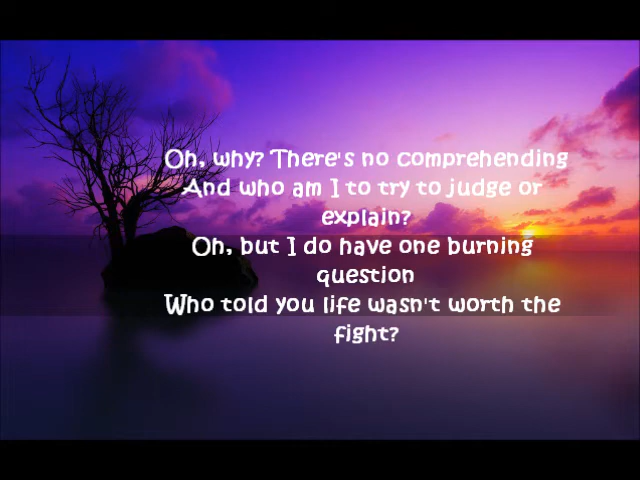 Oh, why? There's no comprehending
And who am I to try to judge or
explain?
Oh, but I do have one burning
question
Who told you life wasn't worth the
fight?